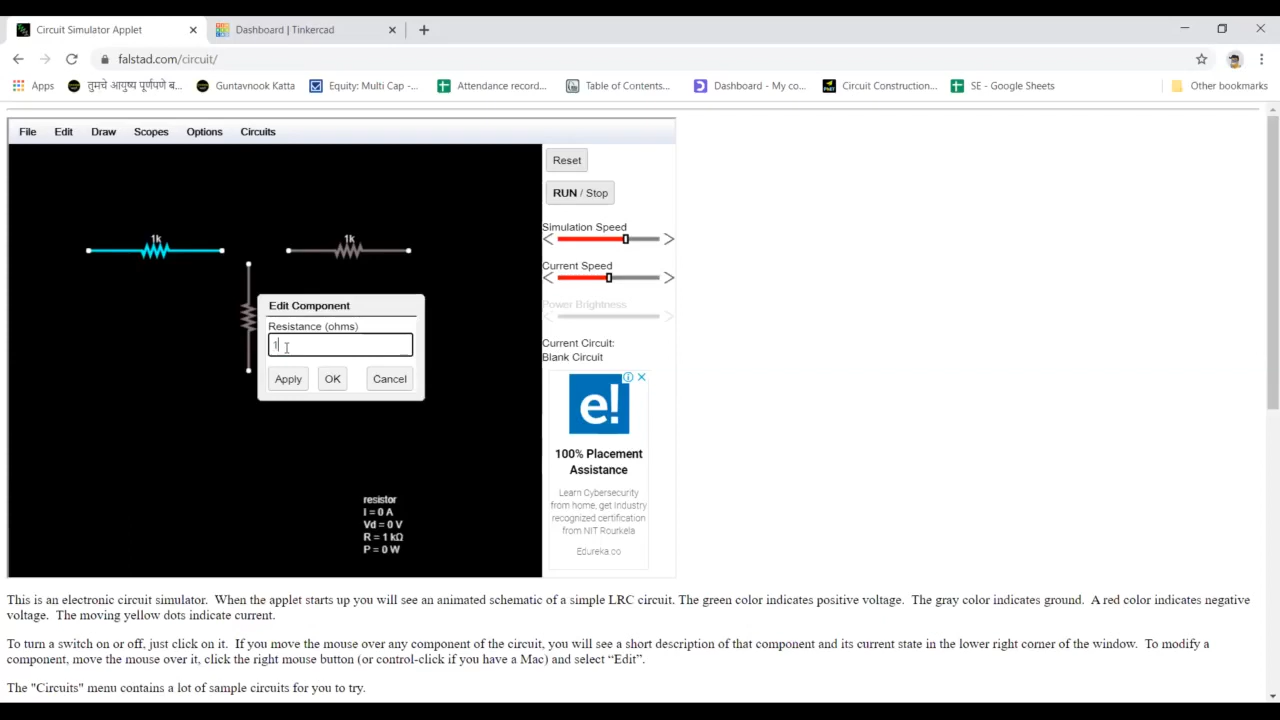 Circuit Simulator Applet
Dashboard | Tinkercad
falstad.com/circuit/
Apps
तुमचे आयुष्य पूर्णपणे ब...
Guntavnook Katta
Equity: Multi Cap -...
Attendance record...
Table of Contents...
Dashboard - My co...
Circuit Construction...
SE - Google Sheets
Other bookmarks
File Edit Draw Scopes Options Circuits
Reset
RUN / Stop
Simulation Speed
Current Speed
Power Brightness
Current Circuit:
Blank Circuit
1k
1k
Edit Component
Resistance (ohms)
1
Apply OK Cancel
resistor
I = 0 A
Vd = 0 V
R = 1 kΩ
P = 0 W
e!
100% Placement
Assistance
Learn Cybersecurity
from home, get Industry
recognized certification
from NIT Rourkela
Edureka.co
This is an electronic circuit simulator. When the applet starts up you will see an animated schematic of a simple LRC circuit. The green color indicates positive voltage. The gray color indicates ground. A red color indicates negative
voltage. The moving yellow dots indicate current.
To turn a switch on or off, just click on it. If you move the mouse over any component of the circuit, you will see a short description of that component and its current state in the lower right corner of the window. To modify a
component, move the mouse over it, click the right mouse button (or control-click if you have a Mac) and select “Edit”.
The "Circuits" menu contains a lot of sample circuits for you to try.